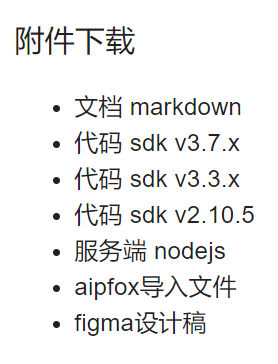 附件下载
文档 markdown
代码 sdk v3.7.x
代码 sdk v3.3.x
代码 sdk v2.10.5
服务端 nodejs
aipfox导入文件
figma设计稿